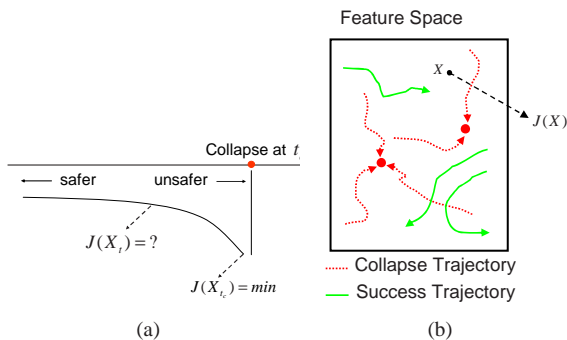 Feature Space
Collapse at t
safer
unsafer
J(X_t) = ?
J(X_{t_c}) = min
X
J(X)
Collapse Trajectory
Success Trajectory
(a)
(b)